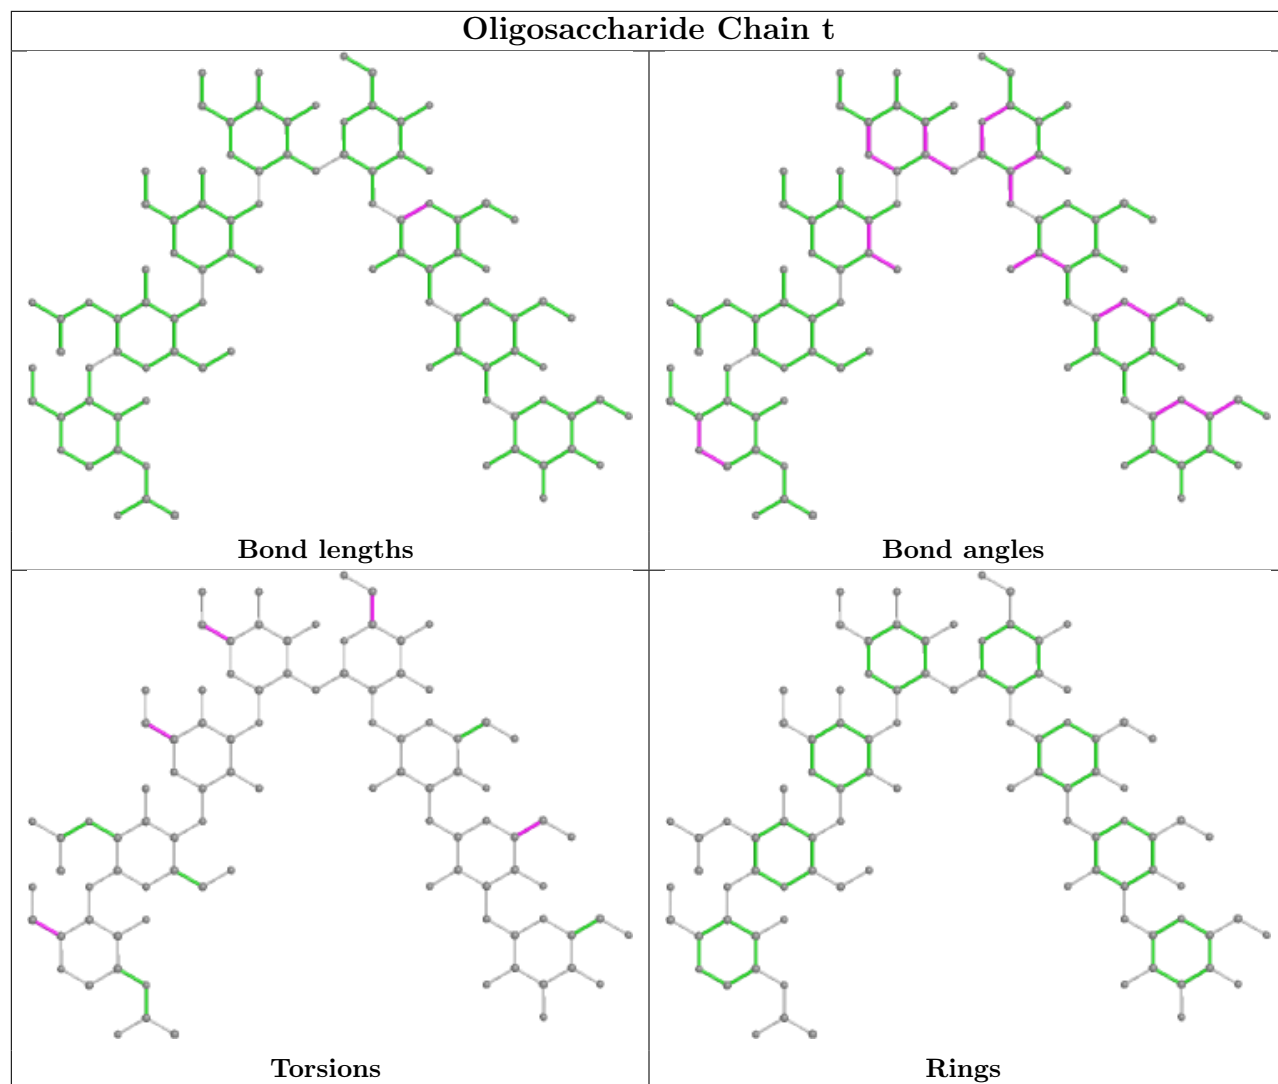 Oligosaccharide Chain t
Bond lengths
Bond angles
Torsions
Rings